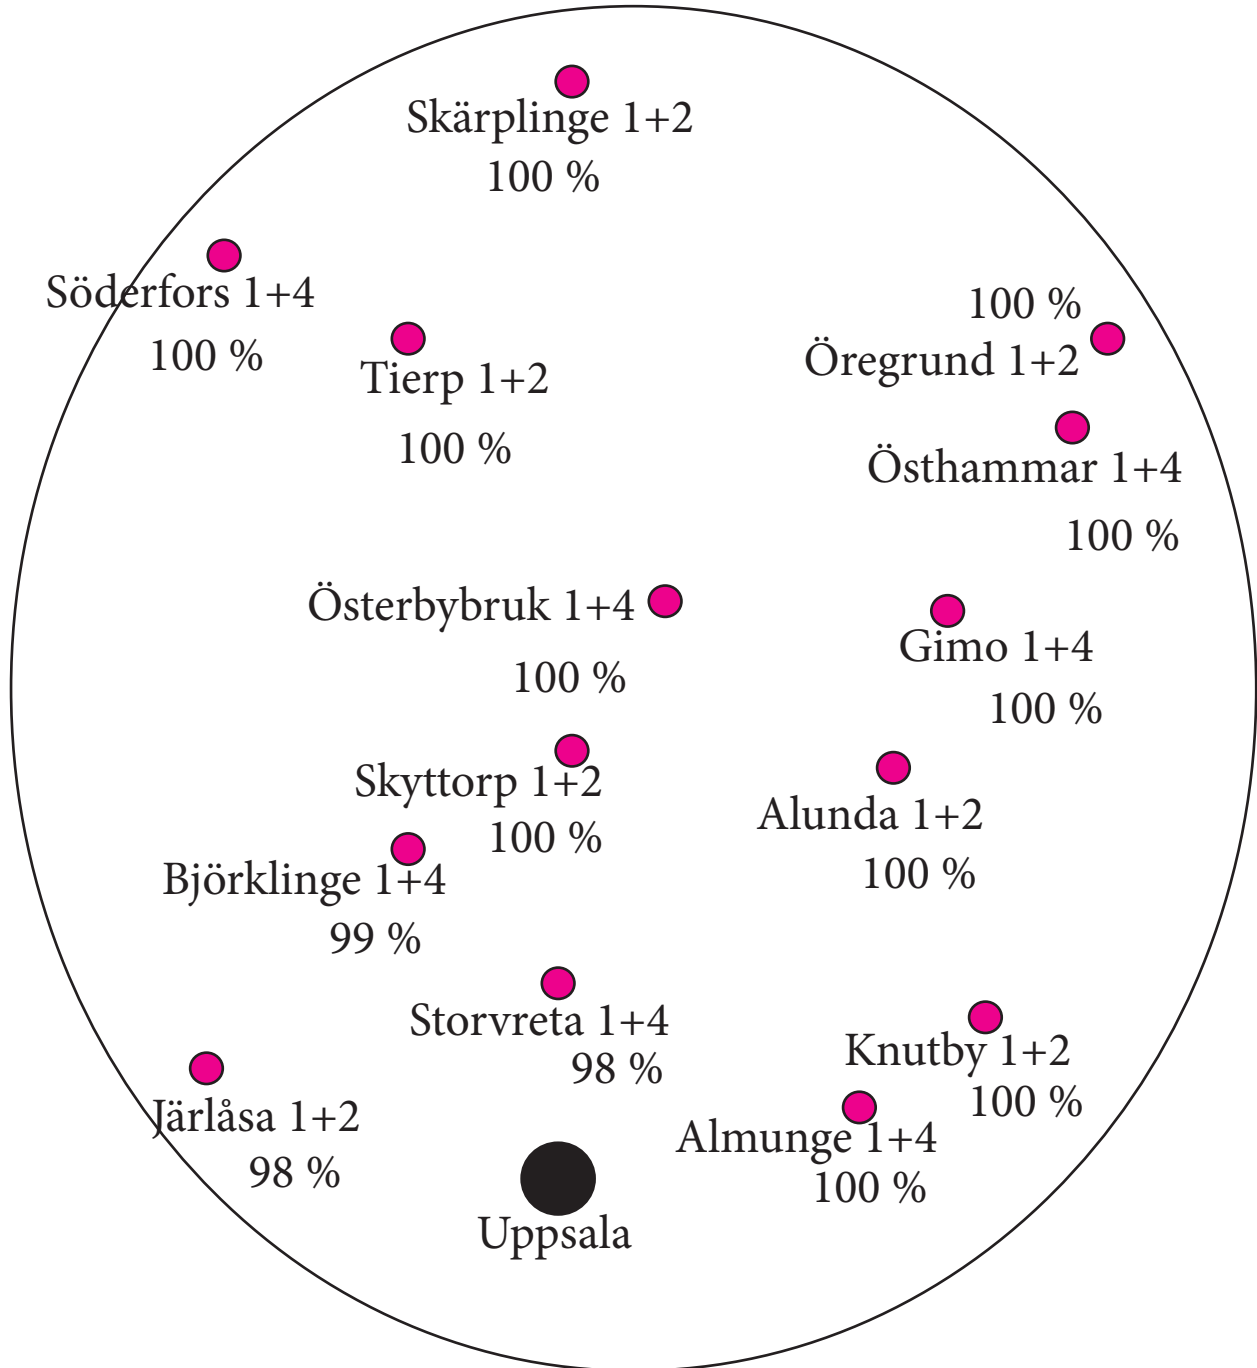 Skärplinge 1+2
100 %
Söderfors 1+4
100 %
Tierp 1+2
100 %
100 %
Öregrund 1+2
Östhammar 1+4
100 %
Österbybruk 1+4
100 %
Gimo 1+4
100 %
Skyttorp 1+2
100 %
Alunda 1+2
100 %
Björklinge 1+4
99 %
Storvreta 1+4
98 %
Knutby 1+2
100 %
Järlåsa 1+2
98 %
Almunge 1+4
100 %
Uppsala